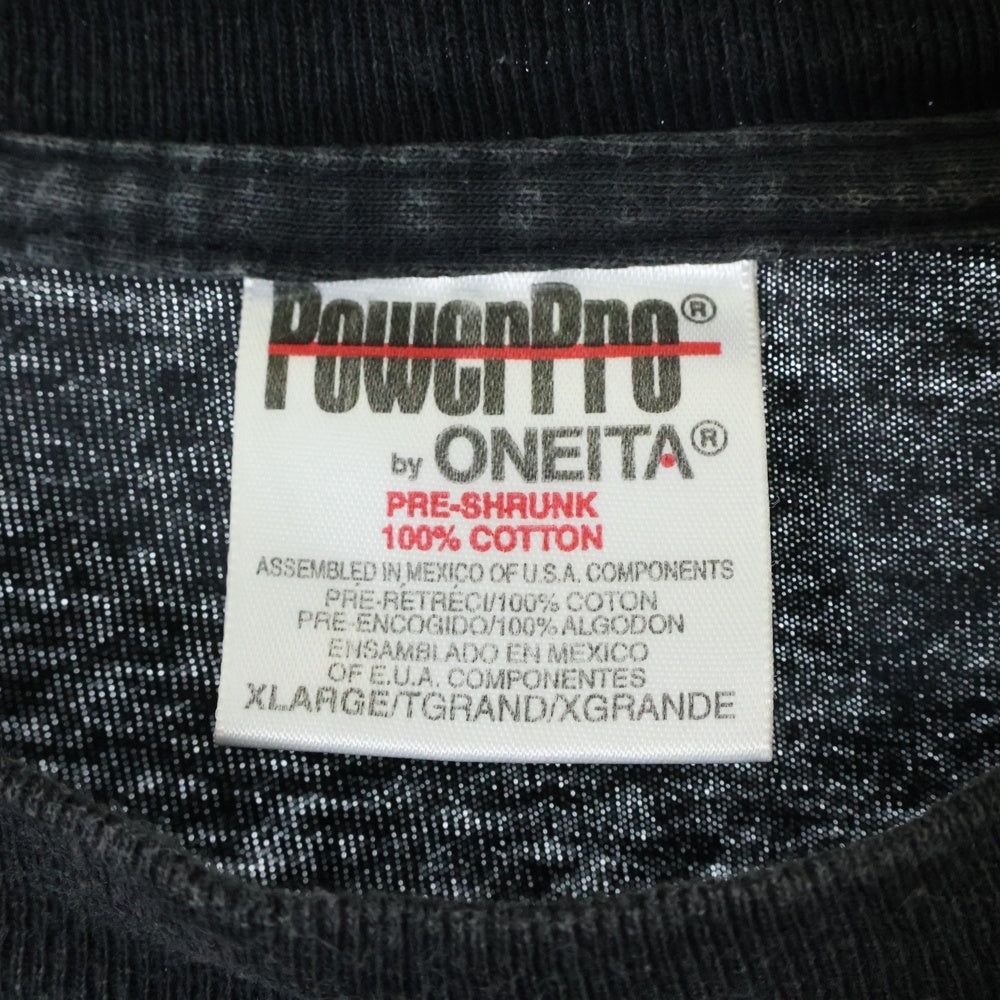 PowerPro®
by ONEITA®
PRE-SHRUNK
100% COTTON
ASSEMBLED IN MEXICO OF U.S.A. COMPONENTS
PRE-RETRECI/100% COTON
PRE-ENCOGIDO/100% ALGODON
ENSAMBLADO EN MEXICO
OF E.U.A. COMPONENTES
XLARGE/TGRAND/XGRANDE